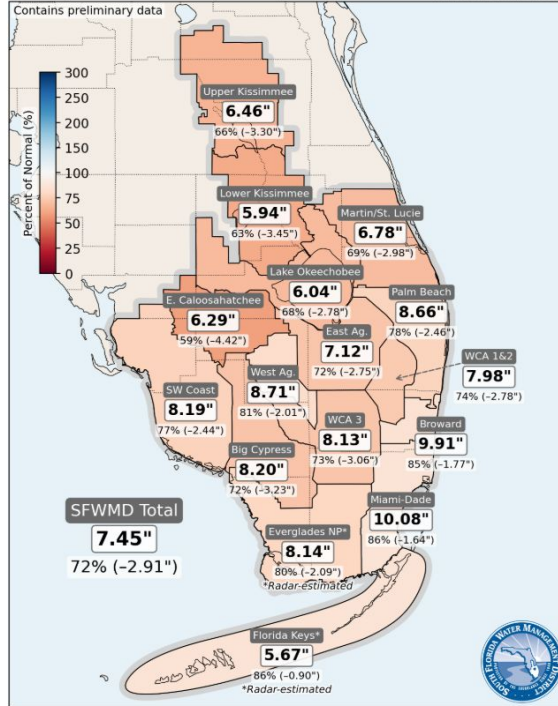 Contains preliminary data
300
250
200
150
100
75
50
25
0
Percent of Normal (%)
Upper Kissimmee
6.46"
66% (−3.30")
Lower Kissimmee
5.94"
63% (−3.45")
Martin/St. Lucie
6.78"
69% (−2.98")
Lake Okeechobee
6.04"
68% (−2.78")
E. Caloosahatchee
6.29"
59% (−4.42")
Palm Beach
8.66"
78% (−2.46")
East Ag.
7.12"
72% (−2.75")
WCA 1&2
7.98"
74% (−2.78")
West Ag.
8.71"
81% (−2.01")
SW Coast
8.19"
77% (−2.44")
WCA 3
8.13"
73% (−3.06")
Broward
9.91"
85% (−1.77")
Big Cypress
8.20"
72% (−3.23")
Miami-Dade
10.08"
86% (−1.64")
SFWMD Total
7.45"
72% (−2.91")
Everglades NP*
8.14"
80% (−2.09")
*Radar-estimated
Florida Keys*
5.67"
86% (−0.90")
*Radar-estimated
SOUTH FLORIDA WATER MANAGEMENT DISTRICT